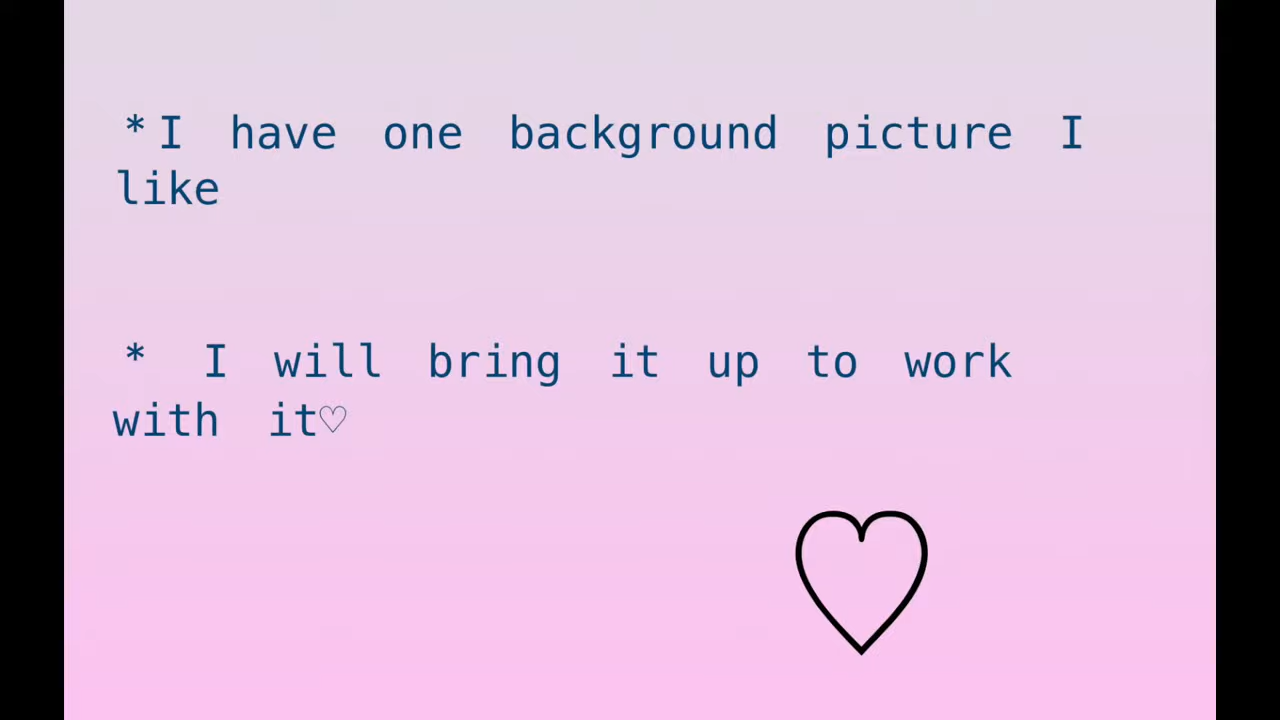 *I have one background picture I
like
* I will bring it up to work
with it♡